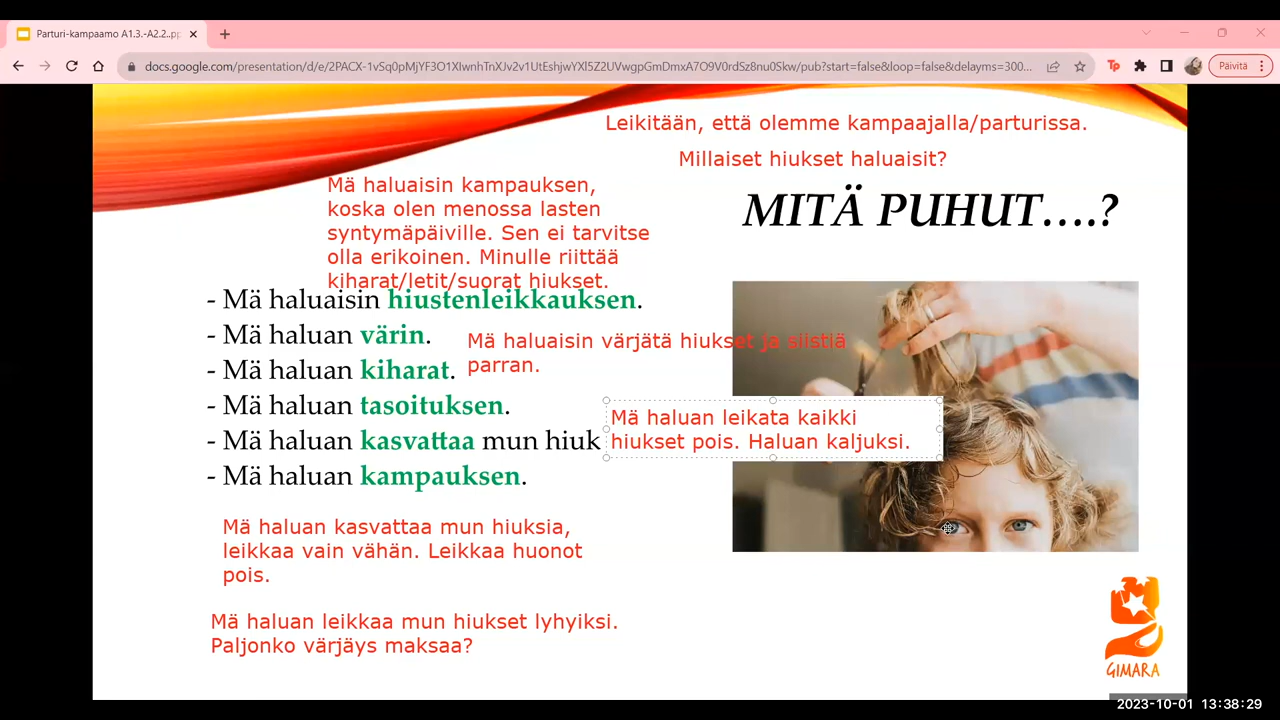 Parturi-kampaamo A1.3.-A2.2..pp
docs.google.com/presentation/d/e/2PACX-1vSq0pMjYF3O1XIwnhTnXJv2v1UtEshjwYXl5Z2UVwgpGmDmxA7O9V0rdSz8nu0Skw/pub?start=false&loop=false&delayms=300...
Päivitä
Leikitään, että olemme kampaajalla/parturissa.
Millaiset hiukset haluaisit?
MITÄ PUHUT....?
Mä haluaisin kampauksen,
koska olen menossa lasten
syntymäpäiville. Sen ei tarvitse
olla erikoinen. Minulle riittää
kiharat/letit/suorat hiukset.
- Mä haluaisin hiustenleikkauksen.
- Mä haluan värin.
Mä haluaisin värjätä hiukset ja siistiä
parran.
- Mä haluan kiharat.
- Mä haluan tasoituksen.
- Mä haluan kasvattaa mun hiuk
Mä haluan leikata kaikki
hiukset pois. Haluan kaljuksi.
- Mä haluan kampauksen.
Mä haluan kasvattaa mun hiuksia,
leikkaa vain vähän. Leikkaa huonot
pois.
Mä haluan leikkaa mun hiukset lyhyiksi.
Paljonko värjäys maksaa?
GIMARA
2023-10-01 13:38:29